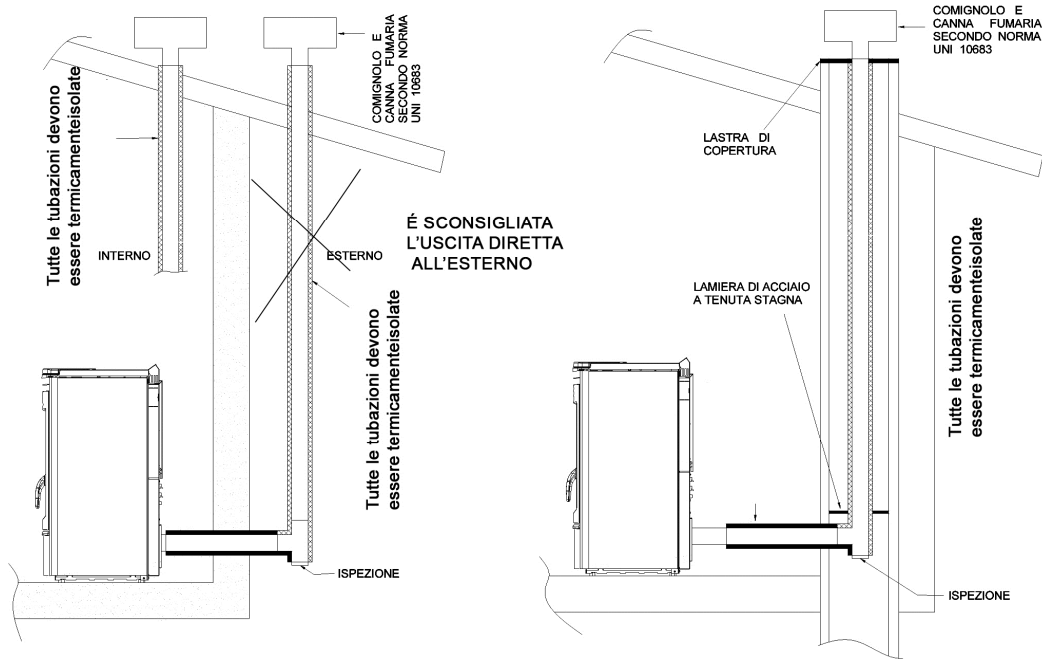 Tutte le tubazioni devono
essere termicamenteisolate
INTERNO
COMIGNOLO E
CANNA FUMARIA
SECONDO NORMA
UNI 10683
ESTERNO
É SCONSIGLIATA
L'USCITA DIRETTA
ALL'ESTERNO
Tutte le tubazioni devono
essere termicamenteisolate
ISPEZIONE
COMIGNOLO E
CANNA FUMARIA
SECONDO NORMA
UNI 10683
LASTRA DI
COPERTURA
LAMIERA DI ACCIAIO
A TENUTA STAGNA
Tutte le tubazioni devono
essere termicamenteisolate
ISPEZIONE